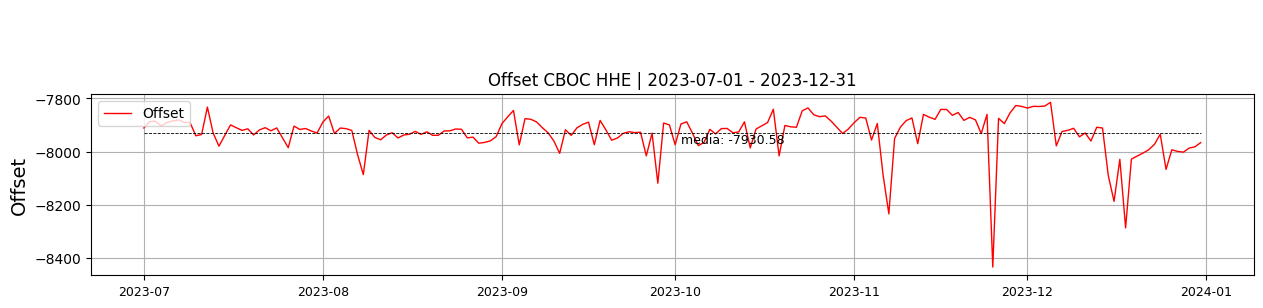 Offset CBOC HHE | 2023-07-01 - 2023-12-31
Offset
−7800
−8000
−8200
−8400
Offset
media: -7930.58
2023-07
2023-08
2023-09
2023-10
2023-11
2023-12
2024-01